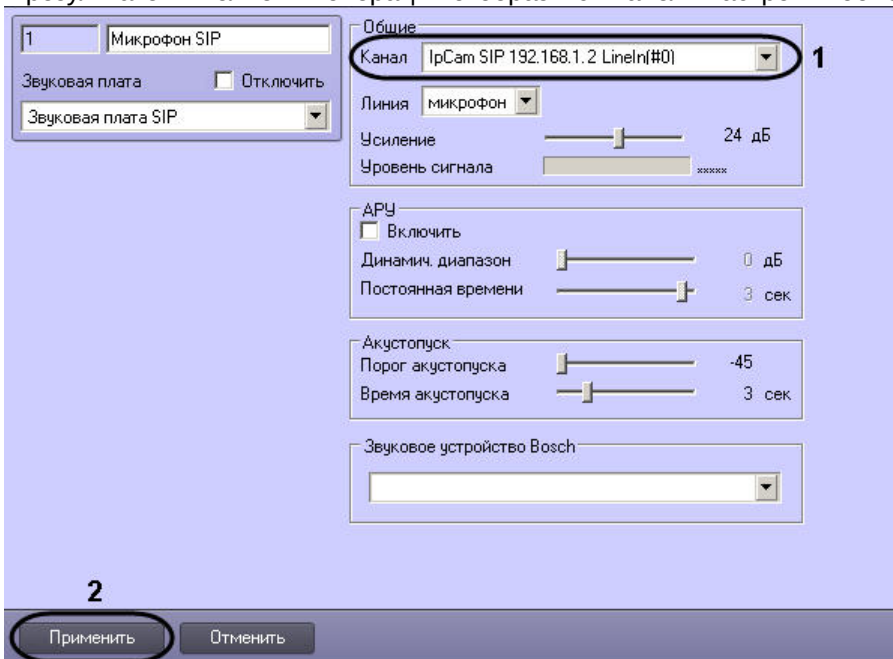 1 Микрофон SIP
Звуковая плата Отключить
Звуковая плата SIP
Общие
Канал IpCam SIP 192.168.1.2 LineIn(#0) 1
Линия микрофон
Усиление 24 дБ
Уровень сигнала xxxxx
АРУ
Включить
Динамич. диапазон 0 дБ
Постоянная времени 3 сек
Акустопуск
Порог акустопуска -45
Время акустопуска 3 сек
Звуковое устройство Bosch
2
Применить Отменить